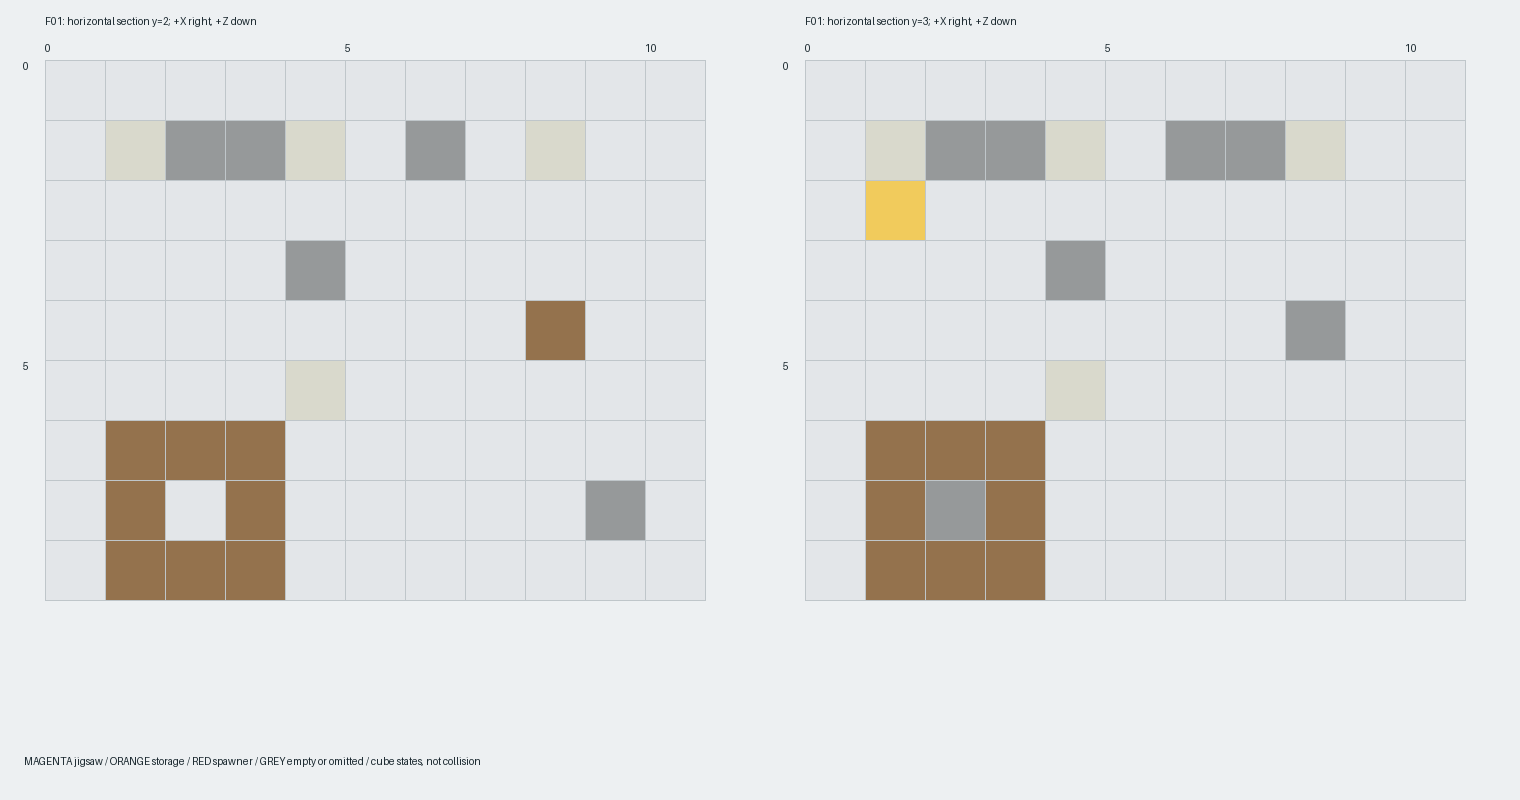 F01: horizontal section y=2; +X right, +Z down
F01: horizontal section y=3; +X right, +Z down
0 5 10
0 5 10
0
0
5
5
MAGENTA jigsaw / ORANGE storage / RED spawner / GREY empty or omitted / cube states, not collision